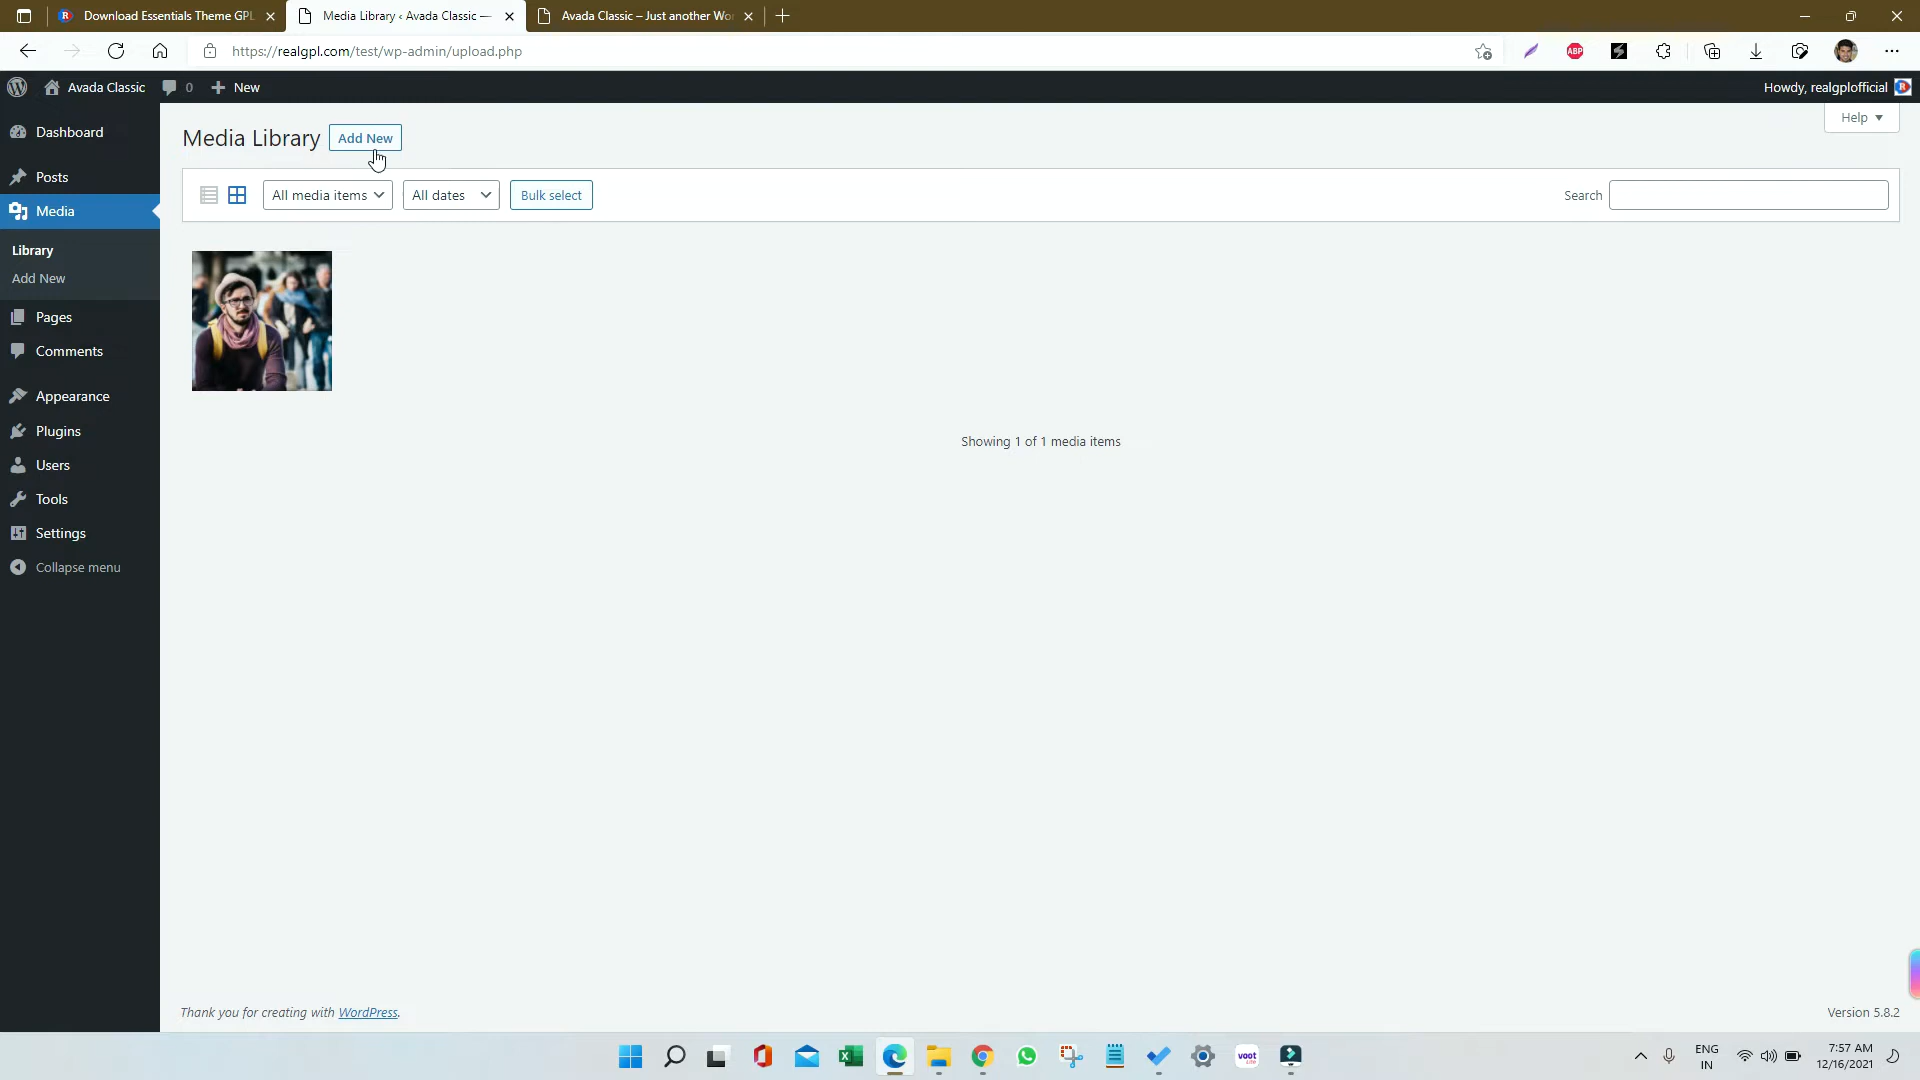 Download Essentials Theme GPL
Media Library ‹ Avada Classic —
Avada Classic – Just another Wo
https://realgpl.com/test/wp-admin/upload.php
ABP
Avada Classic
0
New
Howdy, realgplofficial
Dashboard
Posts
Media
Library
Add New
Pages
Comments
Appearance
Plugins
Users
Tools
Settings
Collapse menu
Media Library
Add New
Help
All media items
All dates
Bulk select
Search
Showing 1 of 1 media items
Thank you for creating with WordPress.
Version 5.8.2
voot
ENG
IN
7:57 AM
12/16/2021